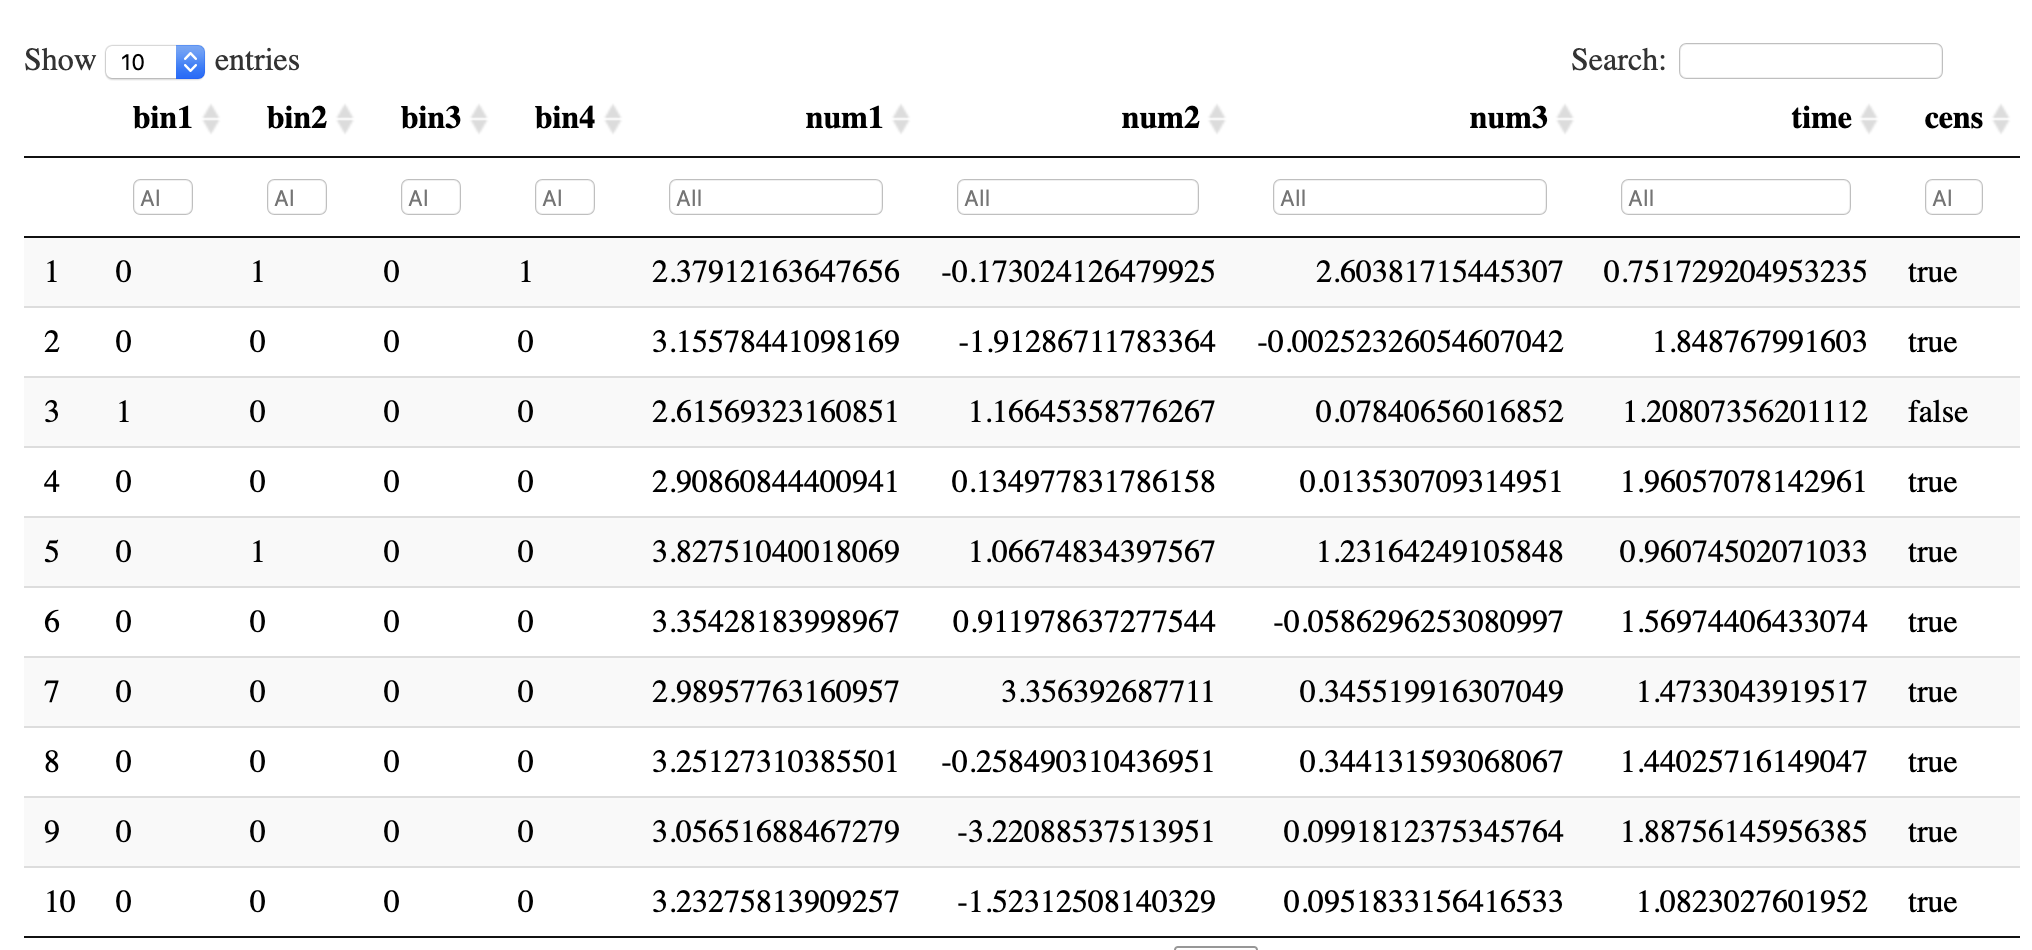 Show 10 entries Search:
bin1 bin2 bin3 bin4 num1 num2 num3 time cens
Al Al Al Al All All All All Al
1 0 1 0 1 2.37912163647656 -0.173024126479925 2.60381715445307 0.751729204953235 true
2 0 0 0 0 3.15578441098169 -1.91286711783364 -0.00252326054607042 1.848767991603 true
3 1 0 0 0 2.61569323160851 1.16645358776267 0.07840656016852 1.20807356201112 false
4 0 0 0 0 2.90860844400941 0.134977831786158 0.013530709314951 1.96057078142961 true
5 0 1 0 0 3.82751040018069 1.06674834397567 1.23164249105848 0.96074502071033 true
6 0 0 0 0 3.35428183998967 0.911978637277544 -0.0586296253080997 1.56974406433074 true
7 0 0 0 0 2.98957763160957 3.356392687711 0.345519916307049 1.4733043919517 true
8 0 0 0 0 3.25127310385501 -0.258490310436951 0.344131593068067 1.44025716149047 true
9 0 0 0 0 3.05651688467279 -3.22088537513951 0.0991812375345764 1.88756145956385 true
10 0 0 0 0 3.23275813909257 -1.52312508140329 0.0951833156416533 1.0823027601952 true